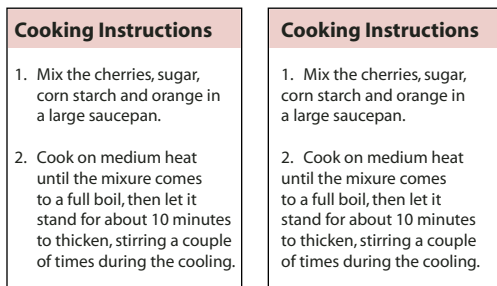 Cooking Instructions
1. Mix the cherries, sugar,
corn starch and orange in
a large saucepan.
2. Cook on medium heat
until the mixure comes
to a full boil, then let it
stand for about 10 minutes
to thicken, stirring a couple
of times during the cooling.
Cooking Instructions
1. Mix the cherries, sugar,
corn starch and orange in
a large saucepan.
2. Cook on medium heat
until the mixure comes
to a full boil, then let it
stand for about 10 minutes
to thicken, stirring a couple
of times during the cooling.